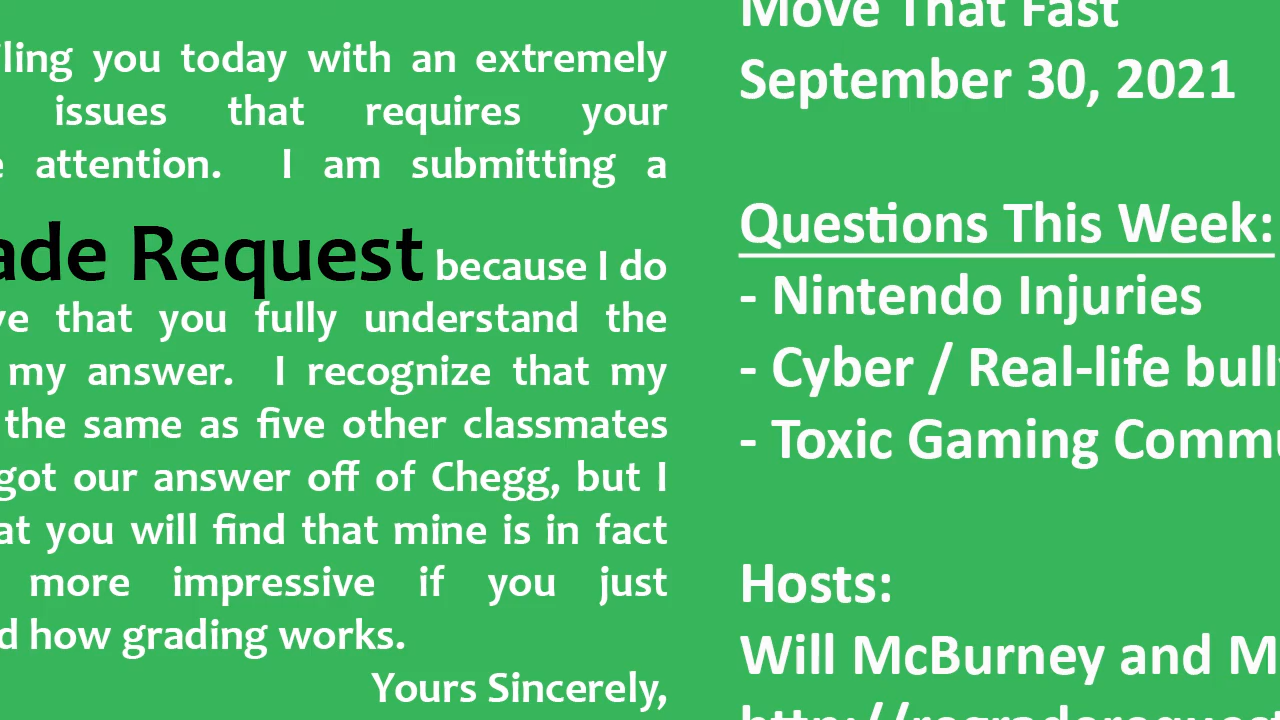 ling you today with an extremely
issues that requires your
attention. I am submitting a
ade Request because I do
that you fully understand the
my answer. I recognize that my
the same as five other classmates
got our answer off of Chegg, but I
at you will find that mine is in fact
more impressive if you just
d how grading works.
Yours Sincerely,
Move That Fast
September 30, 2021
Questions This Week:
- Nintendo Injuries
- Cyber / Real-life bull
- Toxic Gaming Commu
Hosts:
Will McBurney and M
http://regraderequest